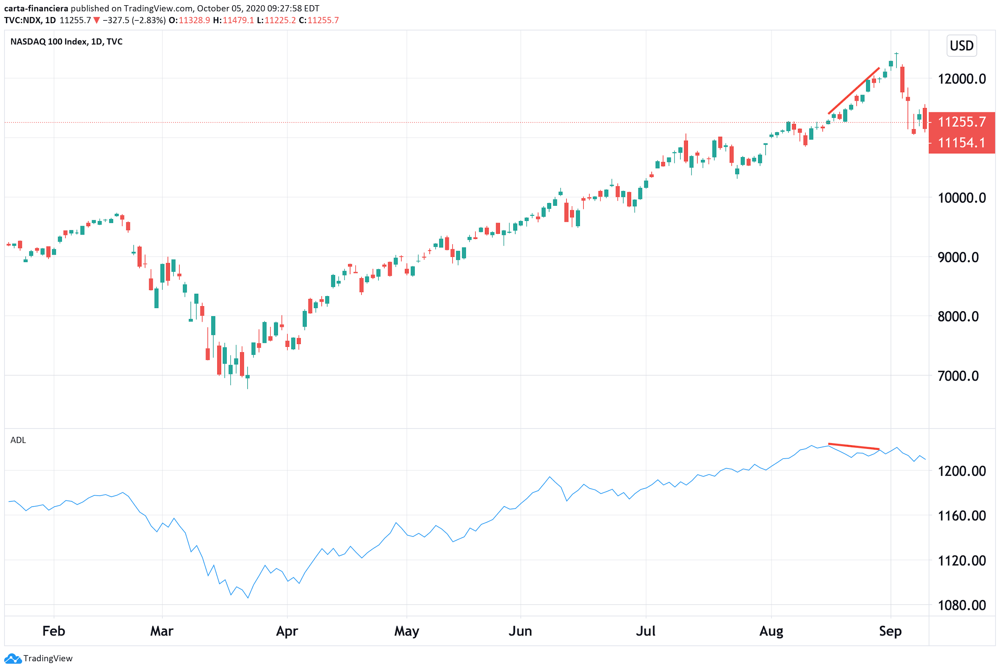 carta-financiera published on TradingView.com, October 05, 2020 09:27:58 EDT
TVC:NDX, 1D 11255.7 ▼ −327.5 (−2.83%) O:11328.9 H:11479.1 L:11225.2 C:11255.7
NASDAQ 100 Index, 1D, TVC
USD
12000.0
11255.7
11154.1
10000.0
9000.0
8000.0
7000.0
ADL
1200.00
1160.00
1120.00
1080.00
Feb Mar Apr May Jun Jul Aug Sep
TradingView